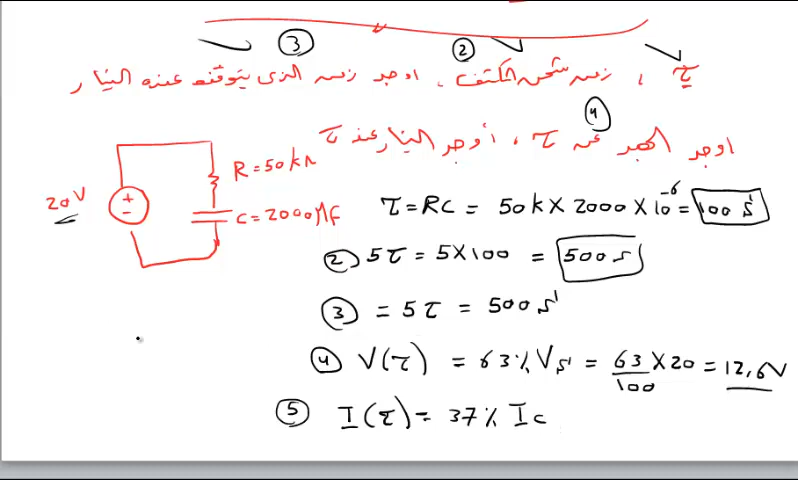 ③ ②
τ ، زمن شحن المكثف ، اوجد زمن الذى يتوقف عنده التيار
④
اوجد الجهد عن τ ، أوجد التيار عند τ
20V
R = 50kΩ
C = 2000μf
τ = RC = 50k × 2000 × 10⁻⁶ = 100 s
② 5τ = 5×100 = 500 s
③ = 5τ = 500 s
④ V(τ) = 63% Vs = 63/100 × 20 = 12,6V
⑤ I(τ) = 37% Ic